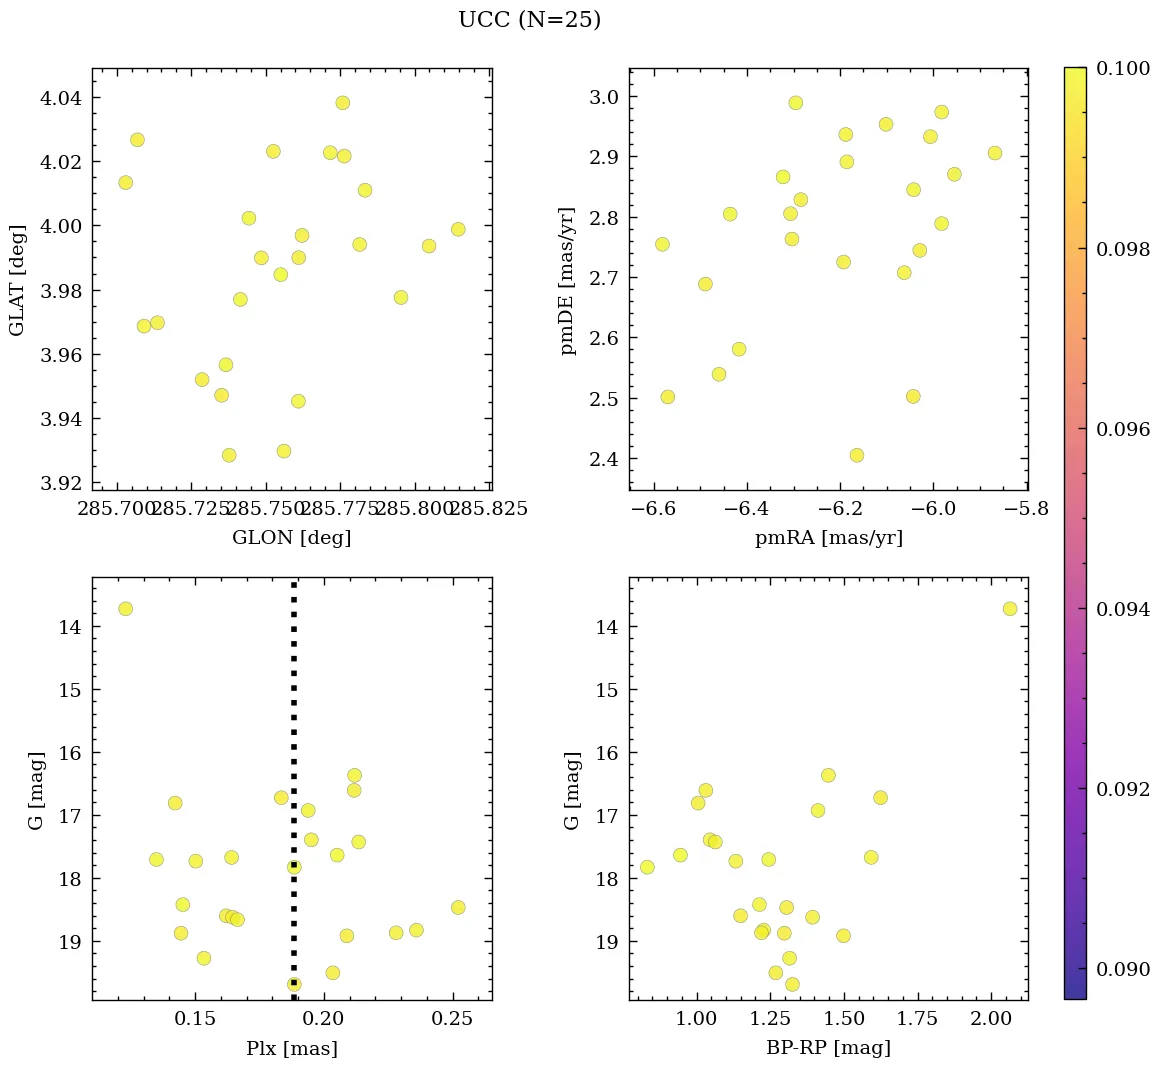 UCC (N=25)
4.04
4.02
4.00
3.98
3.96
3.94
3.92
GLAT [deg]
285.700 285.725 285.750 285.775 285.800 285.825
GLON [deg]
3.0
2.9
2.8
2.7
2.6
2.5
2.4
pmDE [mas/yr]
−6.6 −6.4 −6.2 −6.0 −5.8
pmRA [mas/yr]
14
15
16
17
18
19
G [mag]
0.15 0.20 0.25
Plx [mas]
14
15
16
17
18
19
G [mag]
1.00 1.25 1.50 1.75 2.00
BP-RP [mag]
0.100
0.098
0.096
0.094
0.092
0.090